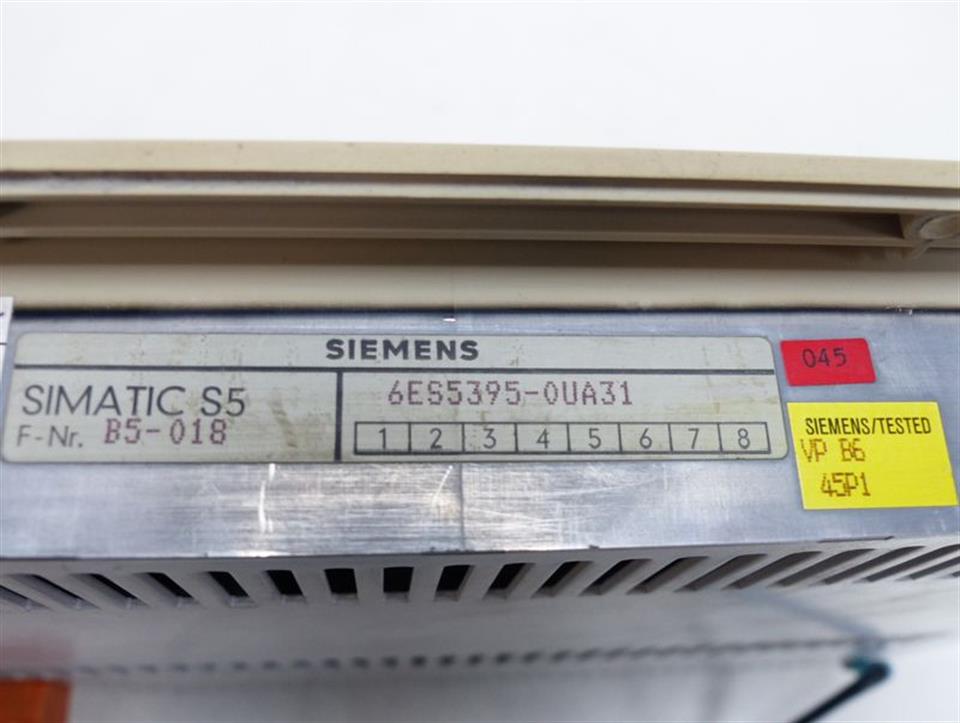 SIEMENS
SIMATIC S5
F-Nr. B5-018
6ES5395-0UA31
1 2 3 4 5 6 7 8
045
SIEMENS/TESTED
VP B6
45P1